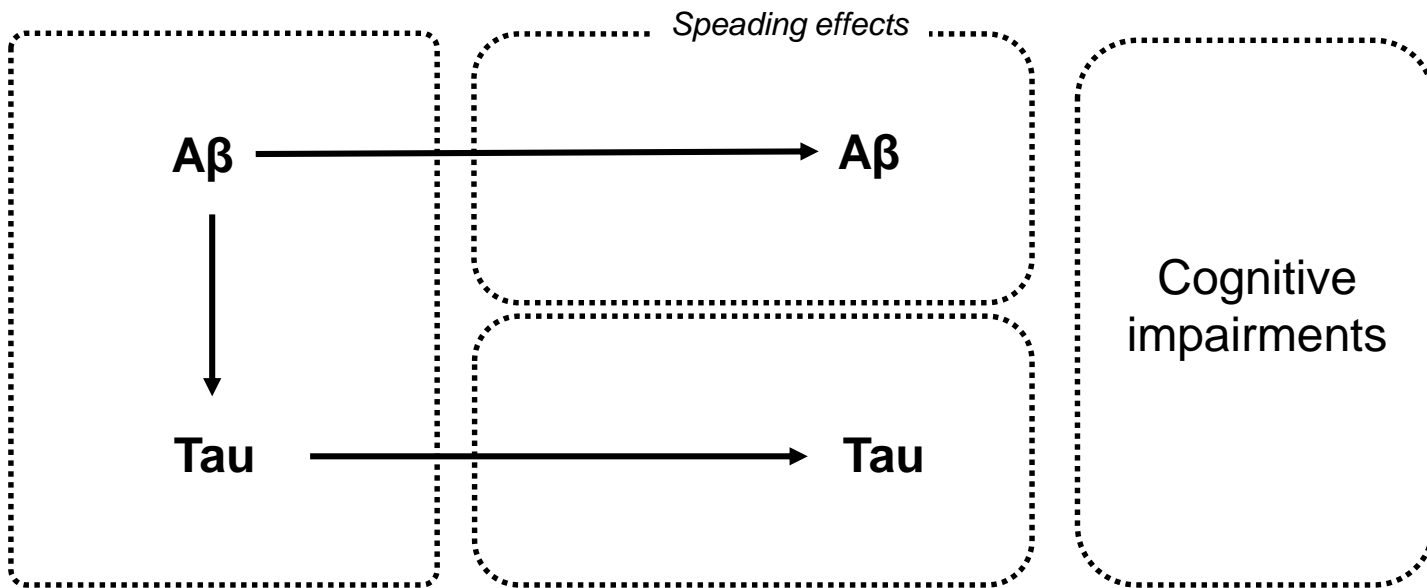 Speading effects
Aβ
Aβ
Cognitive
impairments
Tau
Tau